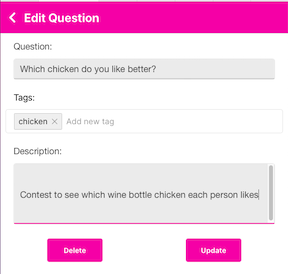 Edit Question
Question:
Which chicken do you like better?
Tags:
chicken × Add new tag
Description:
Contest to see which wine bottle chicken each person likes
Delete Update